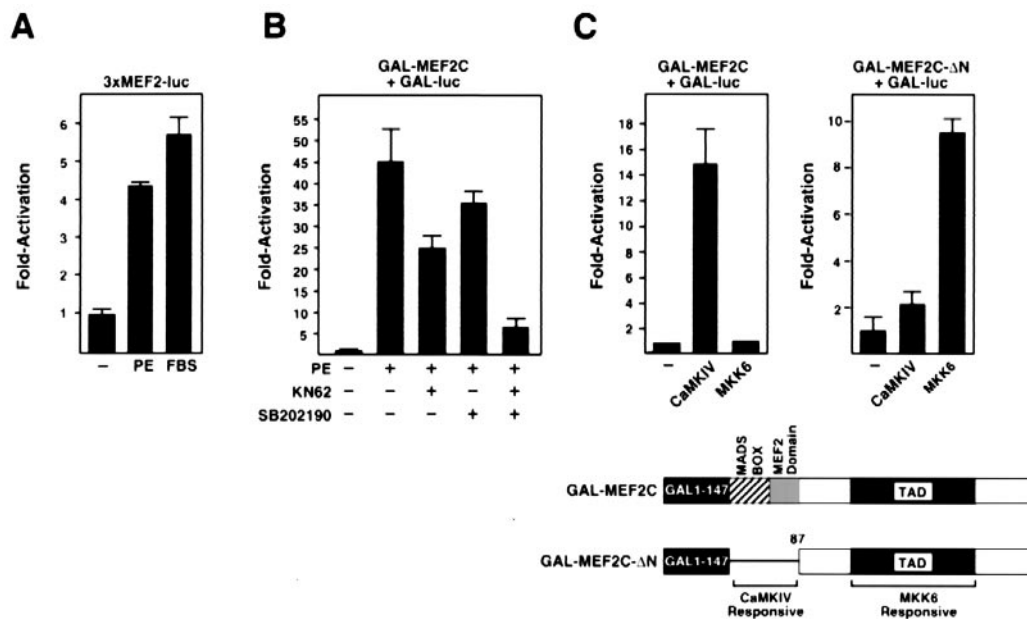 A
3xMEF2-luc
Fold-Activation
6
5
4
3
2
1
– PE FBS
B
GAL-MEF2C
+ GAL-luc
Fold-Activation
55
50
45
40
35
30
25
20
15
10
5
PE – + + + +
KN62 – – + – +
SB202190 – – – + +
C
GAL-MEF2C
+ GAL-luc
Fold-Activation
18
16
14
12
10
8
6
4
2
– CaMKIV MKK6
GAL-MEF2C-ΔN
+ GAL-luc
Fold-Activation
10
8
6
4
2
– CaMKIV MKK6
MADS
BOX
MEF2
Domain
GAL-MEF2C GAL1-147 TAD
87
GAL-MEF2C-ΔN GAL1-147 TAD
CaMKIV
Responsive
MKK6
Responsive